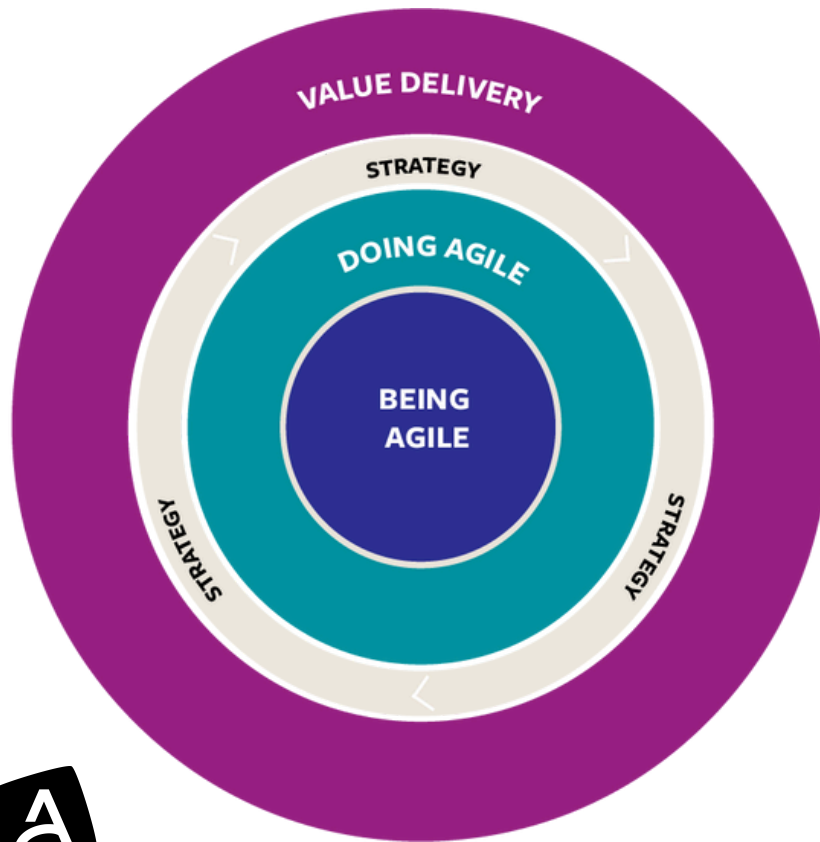 VALUE DELIVERY
STRATEGY
DOING AGILE
BEING
AGILE
STRATEGY
STRATEGY